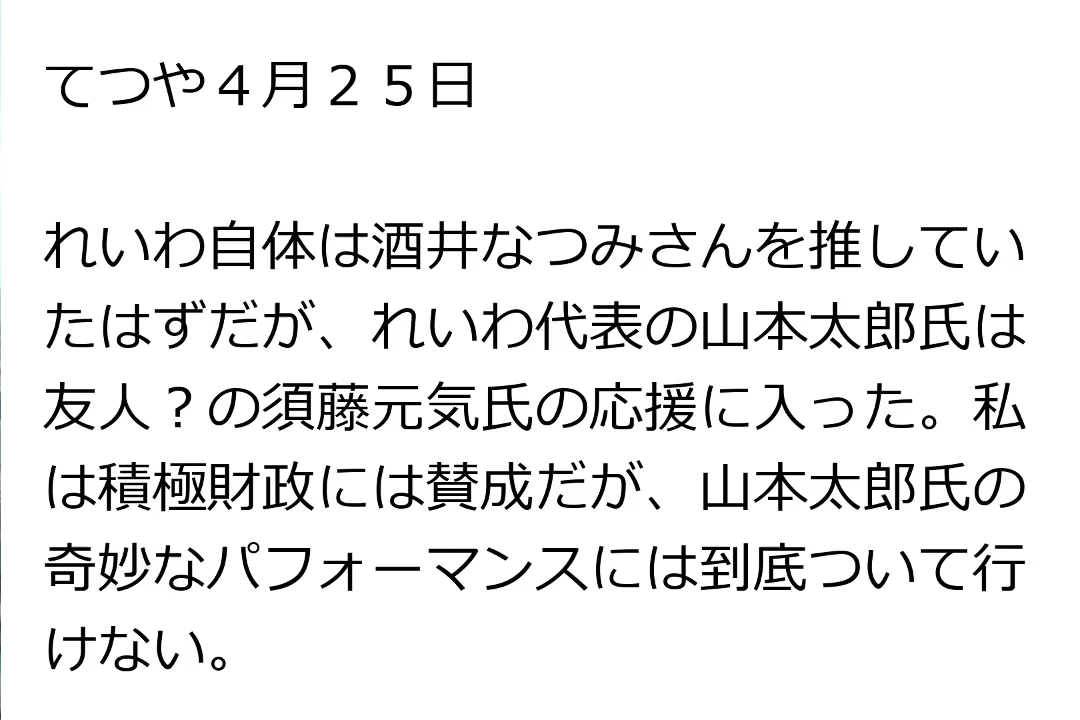 てつや４月２５日
れいわ自体は酒井なつみさんを推してい
たはずだが、れいわ代表の山本太郎氏は
友人？の須藤元気氏の応援に入った。私
は積極財政には賛成だが、山本太郎氏の
奇妙なパフォーマンスには到底ついて行
けない。